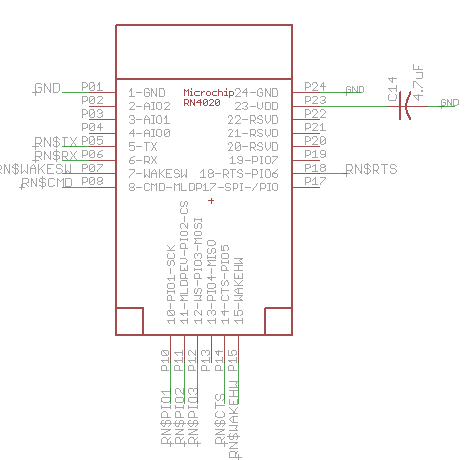 GND P01 1-GND Microchip 24-GND P24 GND C14 4.7uF
P02 2-AIO2 RN4020 23-VDD P23 GND
P03 3-AIO1 22-RSVD P22
P04 4-AIO0 21-RSVD P21
RN$TX P05 5-TX 20-RSVD P20
RN$RX P06 6-RX 19-PIO7 P19
RN$WAKESW P07 7-WAKESW 18-RTS-PIO6 P18 RN$RTS
RN$CMD P08 8-CMD-MLDP 17-SPI-/PIO P17
10-PIO1-SCK
11-MLDPEV-PIO2-CS
12-WS-PIO3-MOSI
13-PIO4-MISO
14-CTS-PIO5
15-WAKEHW
P10 P11 P12 P13 P14 P15
RN$PIO1
RN$PIO2
RN$PIO3
RN$CTS
RN$WAKEHW